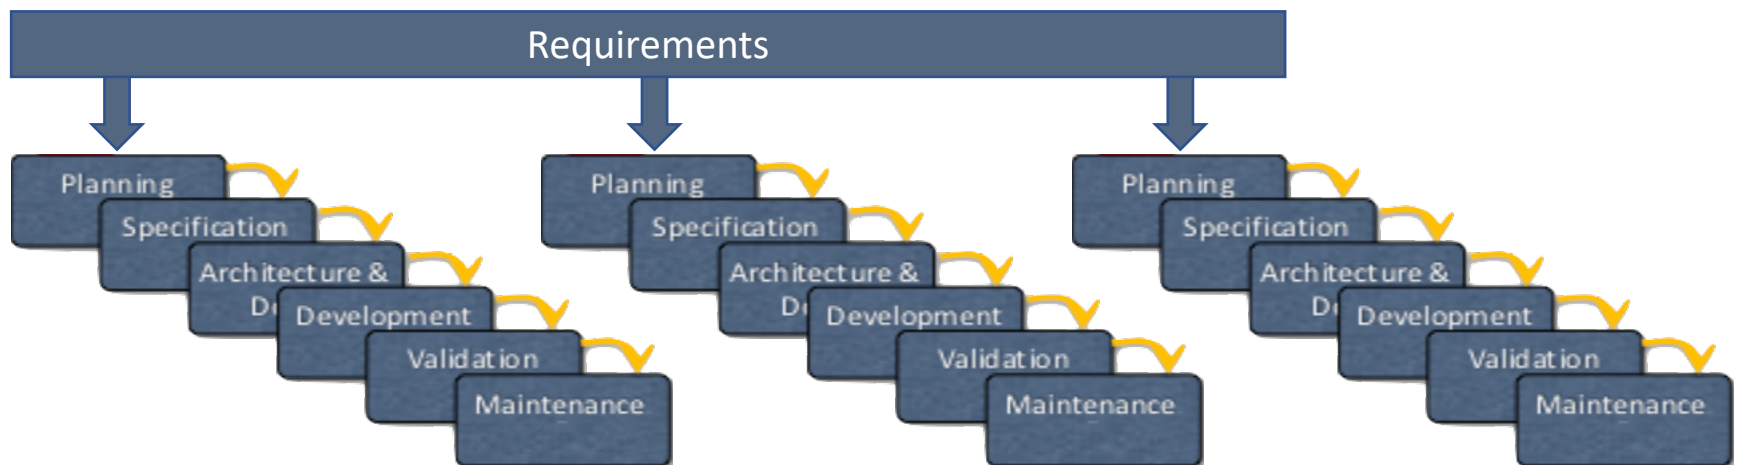 Requirements
Planning
Specification
Architecture &
Development
Validation
Maintenance
Planning
Specification
Architecture &
Development
Validation
Maintenance
Planning
Specification
Architecture &
Development
Validation
Maintenance